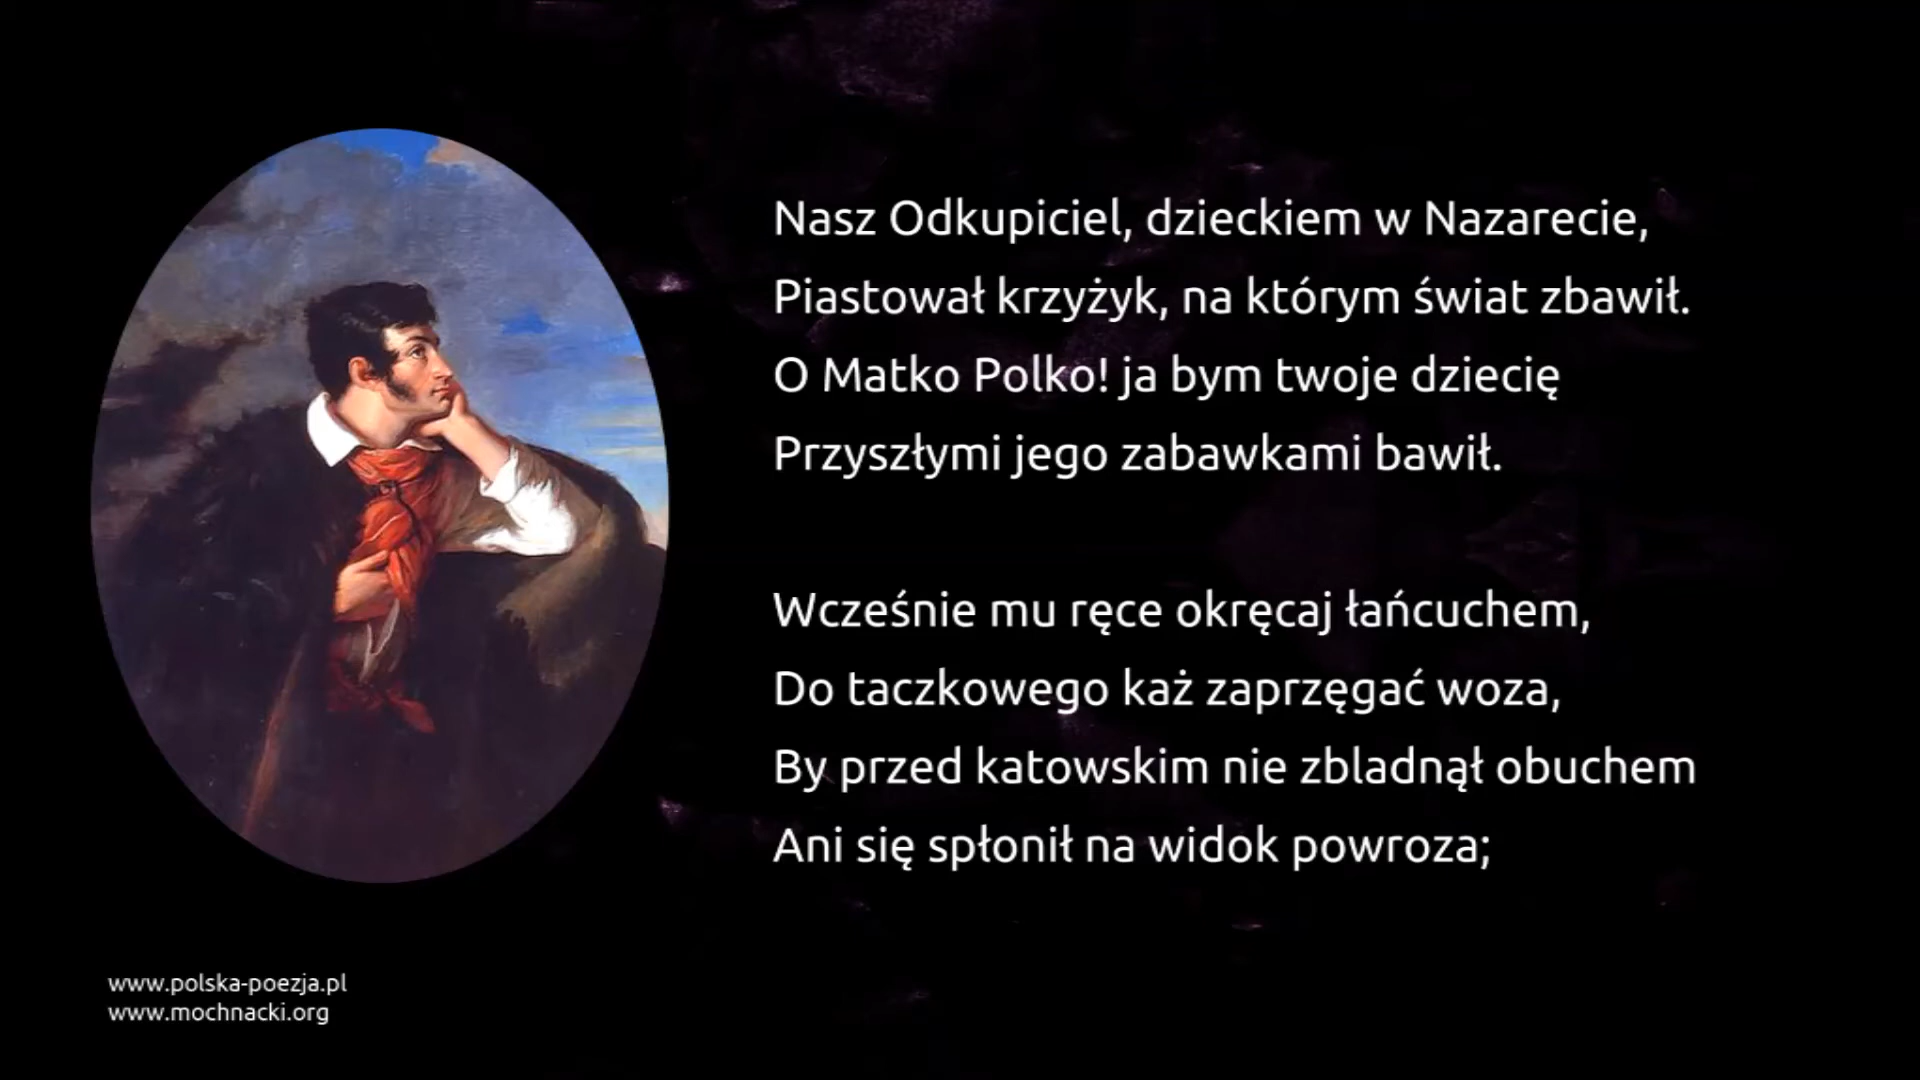 Nasz Odkupiciel, dzieckiem w Nazarecie,
Piastował krzyżyk, na którym świat zbawił.
O Matko Polko! ja bym twoje dziecię
Przyszłymi jego zabawkami bawił.
Wcześnie mu ręce okręcaj łańcuchem,
Do taczkowego każ zaprzęgać woza,
By przed katowskim nie zbladnął obuchem
Ani się spłonił na widok powroza;
www.polska-poezja.pl
www.mochnacki.org